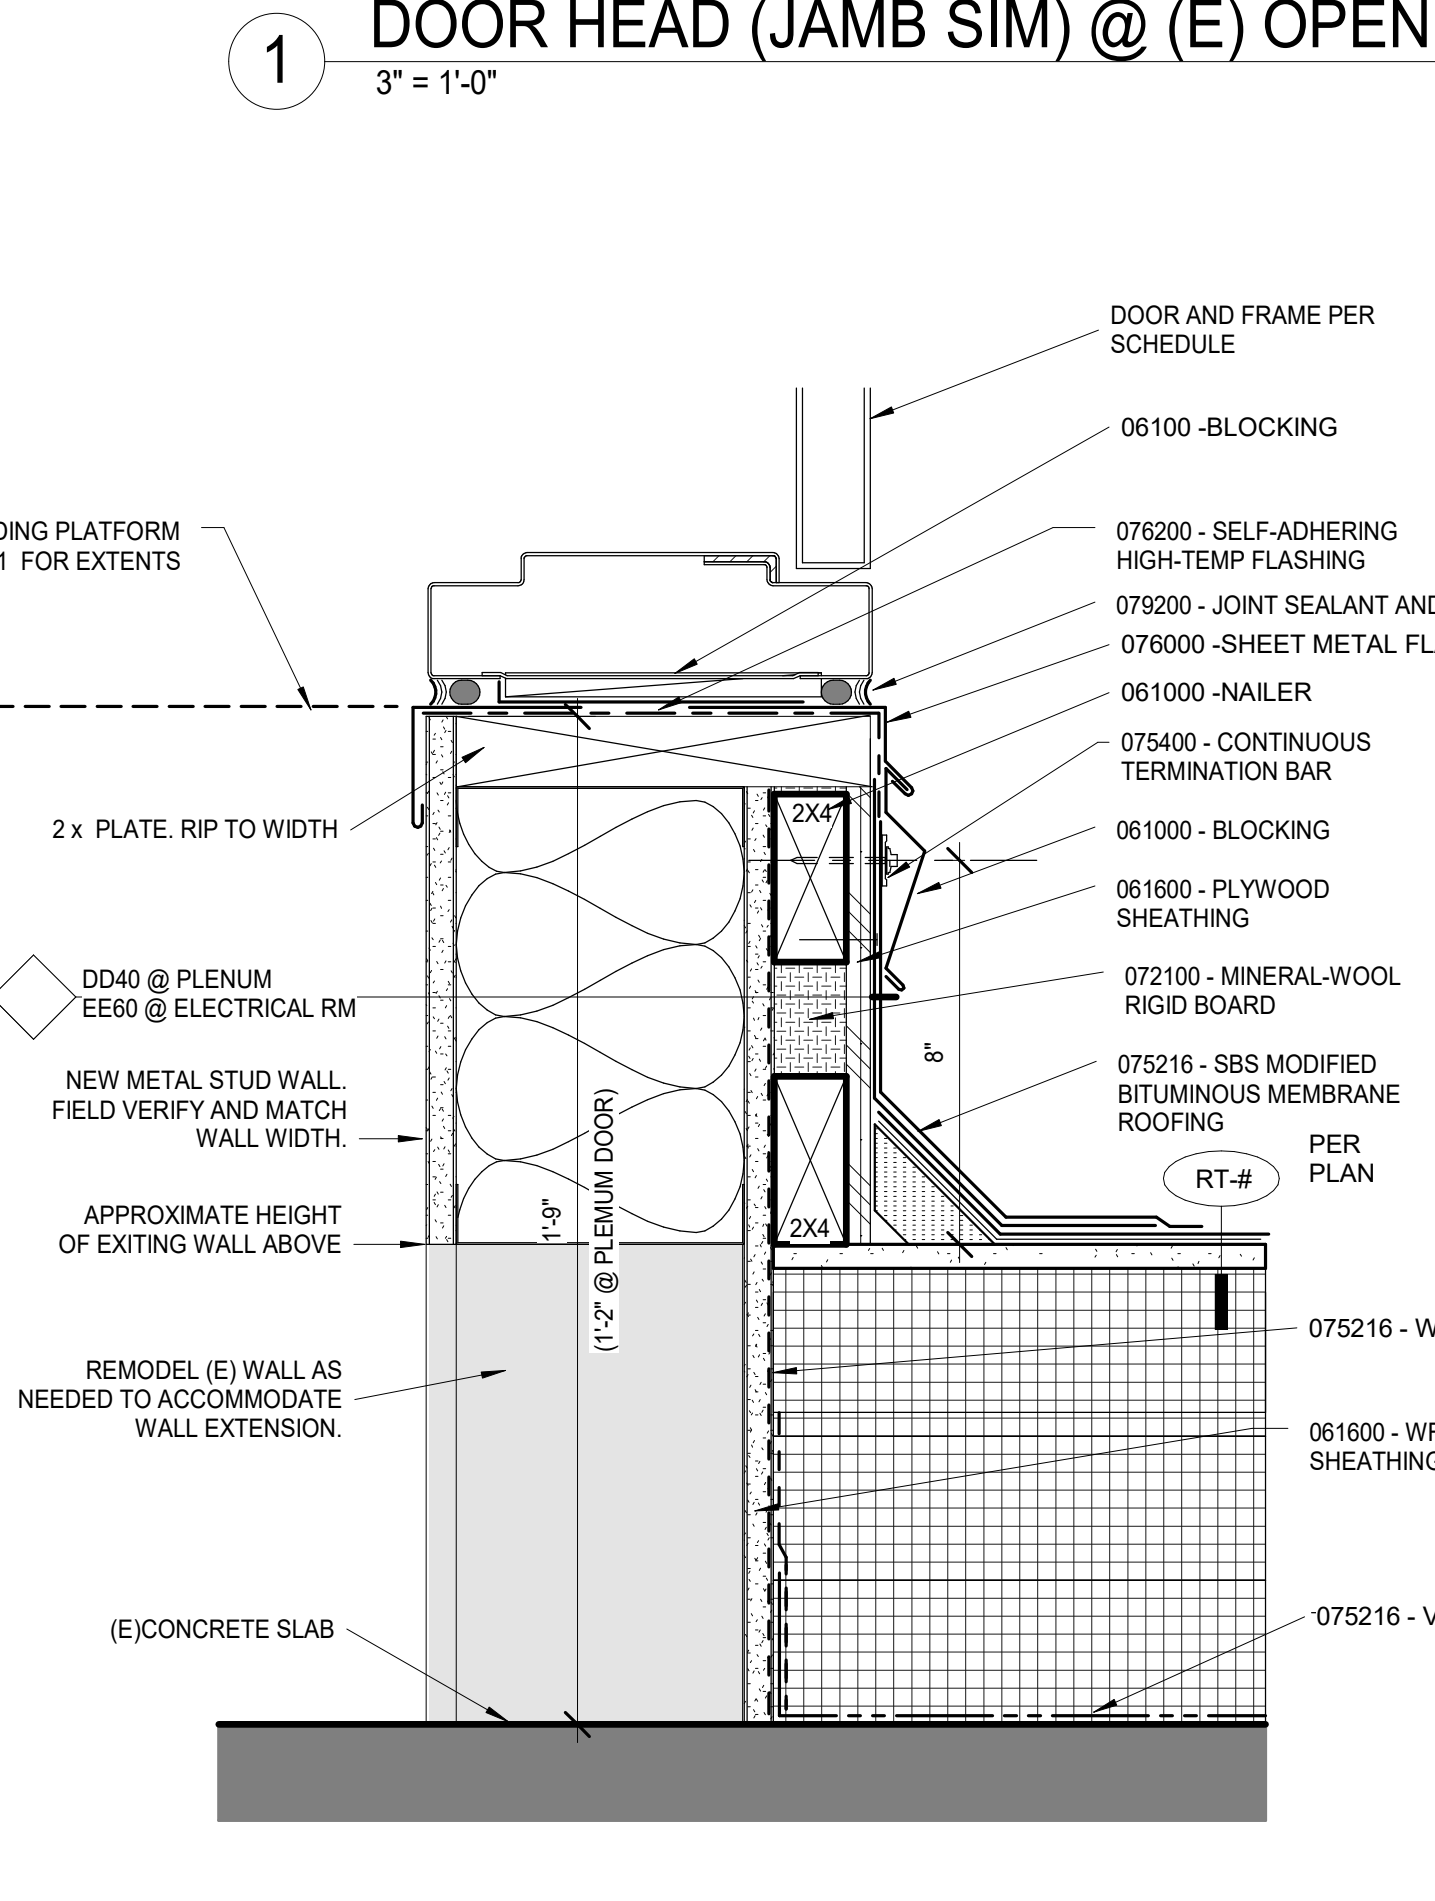 1
DOOR HEAD (JAMB SIM) @ (E) OPEN
3" = 1'-0"
DOOR AND FRAME PER
SCHEDULE
06100 -BLOCKING
PLATFORM
1 FOR EXTENTS
076200 - SELF-ADHERING
HIGH-TEMP FLASHING
079200 - JOINT SEALANT AND
076000 -SHEET METAL
061000 -NAILER
075400 - CONTINUOUS
TERMINATION BAR
2X4
2 x PLATE. RIP TO WIDTH
061000 - BLOCKING
061600 - PLYWOOD
SHEATHING
DD40 @ PLENUM
EE60 @ ELECTRICAL RM
072100 - MINERAL-WOOL
RIGID BOARD
8"
NEW METAL STUD WALL.
FIELD VERIFY AND MATCH
WALL WIDTH.
075216 - SBS MODIFIED
BITUMINOUS MEMBRANE
ROOFING
PER
PLAN
RT-#
APPROXIMATE HEIGHT
OF EXITING WALL ABOVE
1'-9"
(1'-2" @ PLEMUM DOOR)
2X4
075216 -
REMODEL (E) WALL AS
NEEDED TO ACCOMMODATE
WALL EXTENSION.
061600 -
SHEATHING
(E)CONCRETE SLAB
075216 -